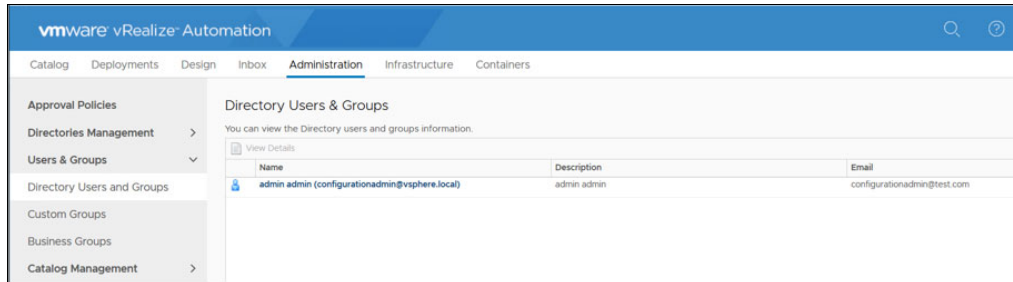 vmware vRealize Automation
Catalog Deployments Design Inbox Administration Infrastructure Containers
Approval Policies
Directories Management
Users & Groups
Directory Users and Groups
Custom Groups
Business Groups
Catalog Management
Directory Users & Groups
You can view the Directory users and groups information.
View Details
Name Description Email
admin admin (configurationadmin@vsphere.local) admin admin configurationadmin@test.com